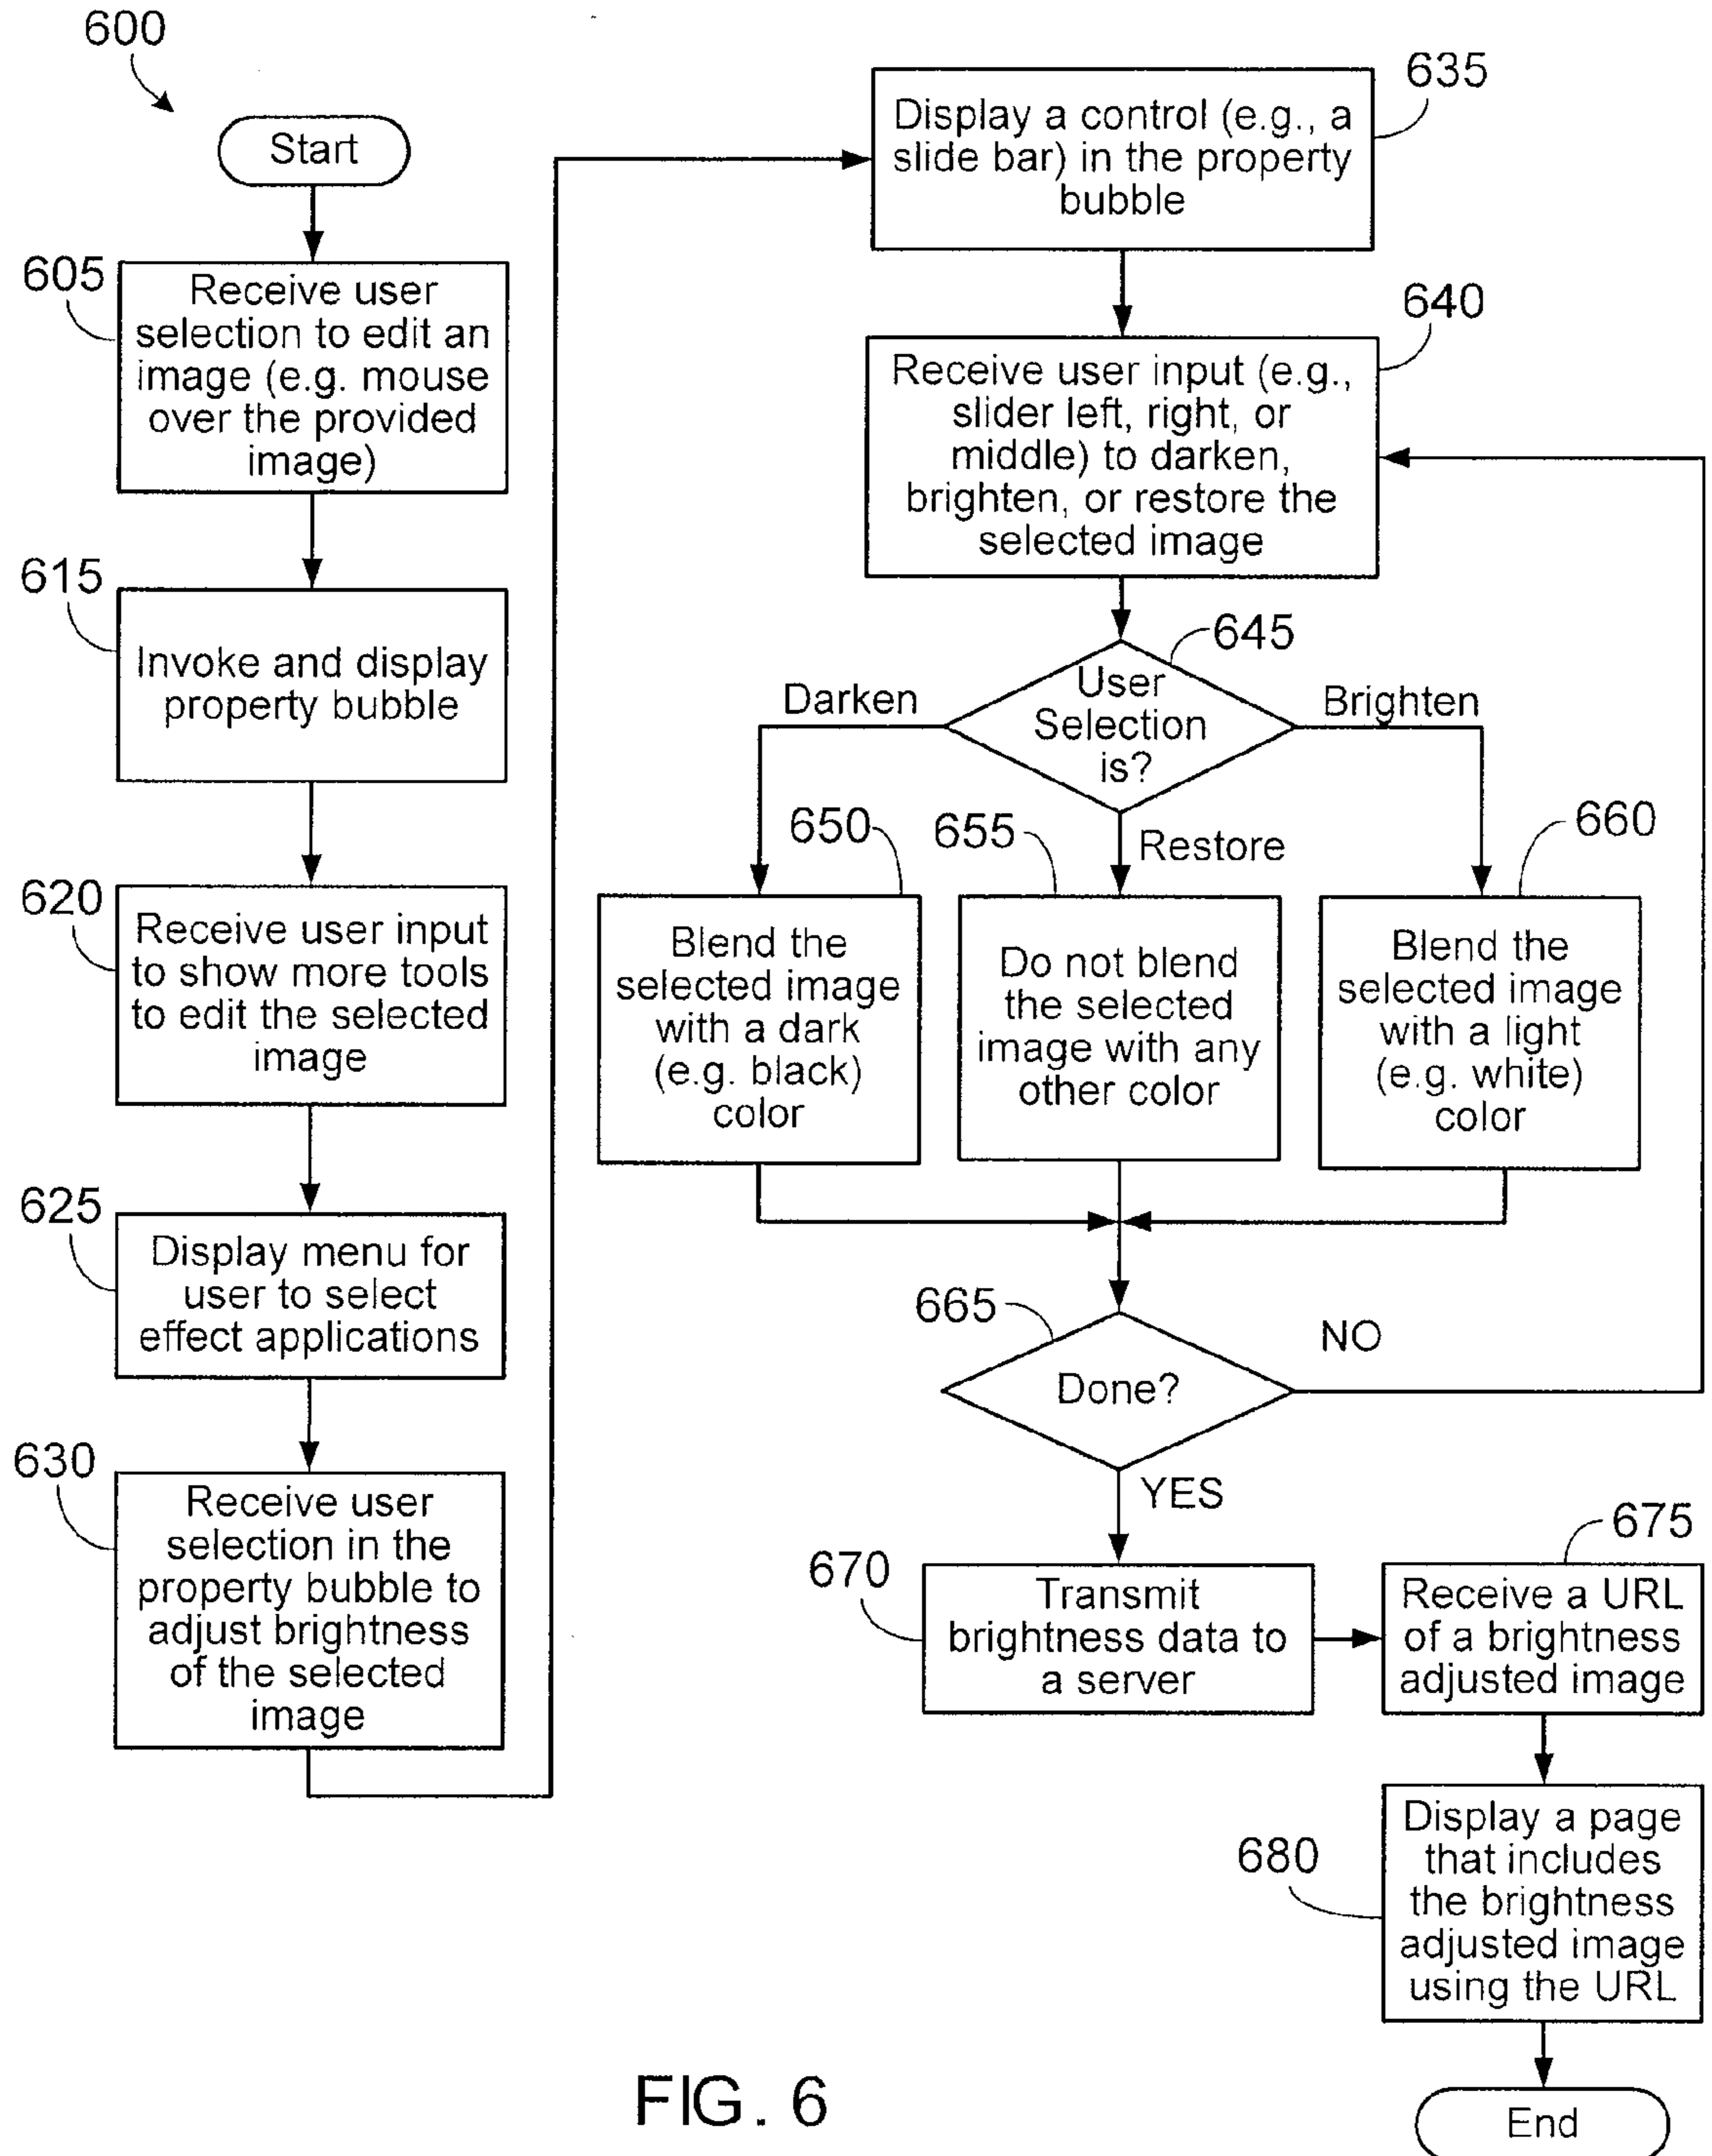 600
Start
605
Receive user
selection to edit an
image (e.g. mouse
over the provided
image)
615
Invoke and display
property bubble
620
Receive user input
to show more tools
to edit the selected
image
625
Display menu for
user to select
effect applications
630
Receive user
selection in the
property bubble to
adjust brightness
of the selected
image
635
Display a control (e.g., a
slide bar) in the property
bubble
640
Receive user input (e.g.,
slider left, right, or
middle) to darken,
brighten, or restore the
selected image
645
User
Selection
is?
Darken
Brighten
Restore
650
Blend the
selected image
with a dark
(e.g. black)
color
655
Do not blend
the selected
image with any
other color
660
Blend the
selected image
with a light
(e.g. white)
color
665
Done?
NO
YES
670
Transmit
brightness data to
a server
675
Receive a URL
of a brightness
adjusted image
680
Display a page
that includes
the brightness
adjusted image
using the URL
End
FIG. 6